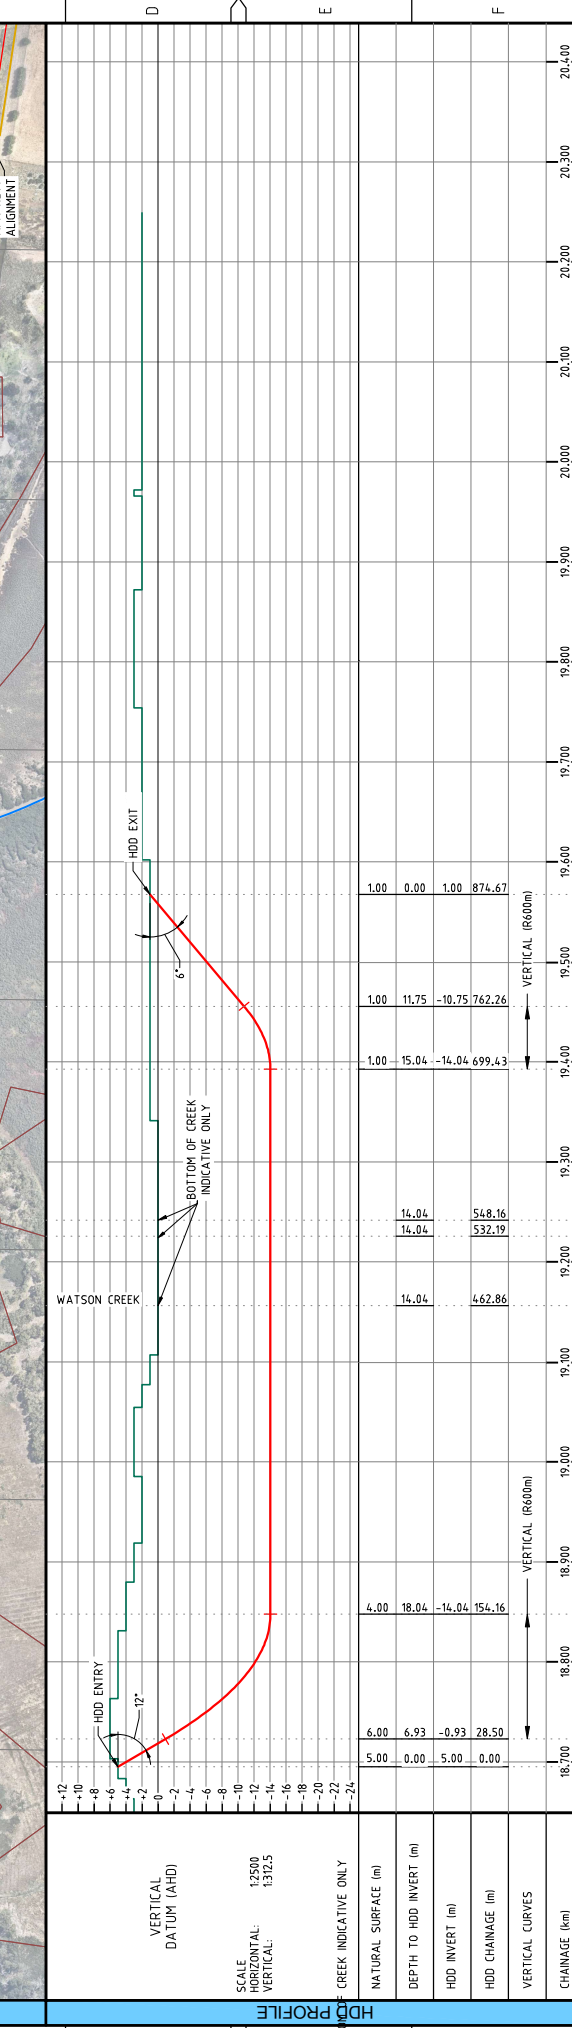 D
E
F
ALIGNMENT
20.400
20.300
20.200
20.100
20.000
19.900
19.800
19.700
19.600
19.500
19.400
19.300
19.200
19.100
19.000
18.900
18.800
18.700
HDD EXIT
6°
BOTTOM OF CREEK
INDICATIVE ONLY
WATSON CREEK
HDD ENTRY
12°
1.00 0.00 1.00 874.67
1.00 11.75 -10.75 762.26
1.00 15.04 -14.04 699.43
14.04 548.16
14.04 532.19
14.04 462.86
4.00 18.04 -14.04 154.16
6.00 6.93 -0.93 28.50
5.00 0.00 5.00 0.00
VERTICAL (R600m)
VERTICAL (R600m)
+12
+10
+8
+6
+4
+2
0
-2
-4
-6
-8
-10
-12
-14
-16
-18
-20
-22
-24
VERTICAL
DATUM (AHD)
SCALE
HORIZONTAL: 1:2500
VERTICAL: 1:312.5
OF CREEK INDICATIVE ONLY
NATURAL SURFACE (m)
DEPTH TO HDD INVERT (m)
HDD INVERT (m)
HDD CHAINAGE (m)
VERTICAL CURVES
CHAINAGE (km)
HDD PROFILE